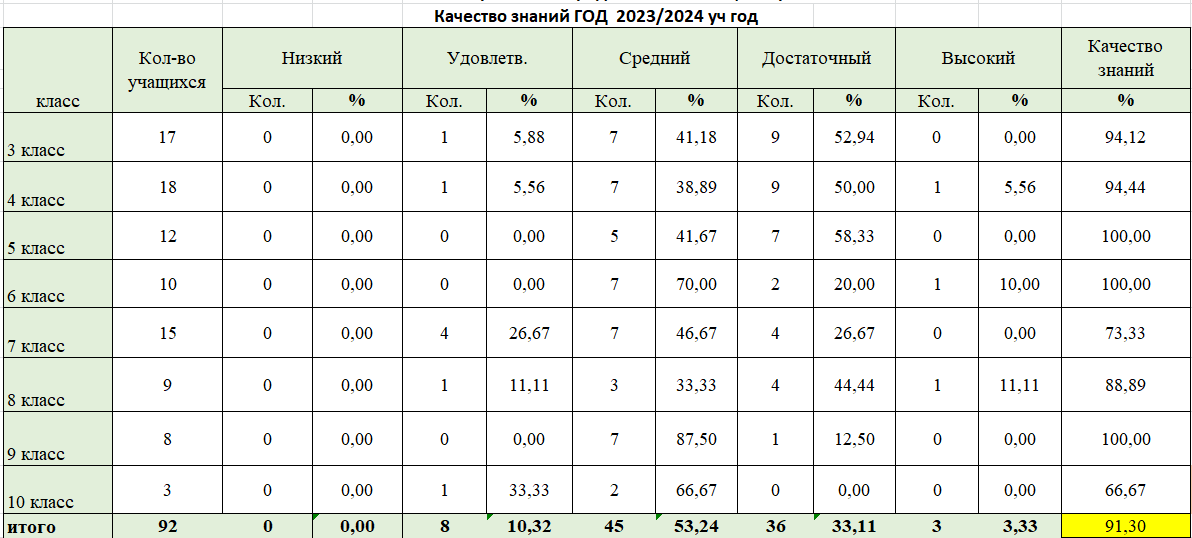 Качество знаний ГОД 2023/2024 уч год
класс Кол-во учащихся Низкий Удовлетв. Средний Достаточный Высокий Качество знаний
Кол. % Кол. % Кол. % Кол. % Кол. % %
3 класс 17 0 0,00 1 5,88 7 41,18 9 52,94 0 0,00 94,12
4 класс 18 0 0,00 1 5,56 7 38,89 9 50,00 1 5,56 94,44
5 класс 12 0 0,00 0 0,00 5 41,67 7 58,33 0 0,00 100,00
6 класс 10 0 0,00 0 0,00 7 70,00 2 20,00 1 10,00 100,00
7 класс 15 0 0,00 4 26,67 7 46,67 4 26,67 0 0,00 73,33
8 класс 9 0 0,00 1 11,11 3 33,33 4 44,44 1 11,11 88,89
9 класс 8 0 0,00 0 0,00 7 87,50 1 12,50 0 0,00 100,00
10 класс 3 0 0,00 1 33,33 2 66,67 0 0,00 0 0,00 66,67
итого 92 0 0,00 8 10,32 45 53,24 36 33,11 3 3,33 91,30